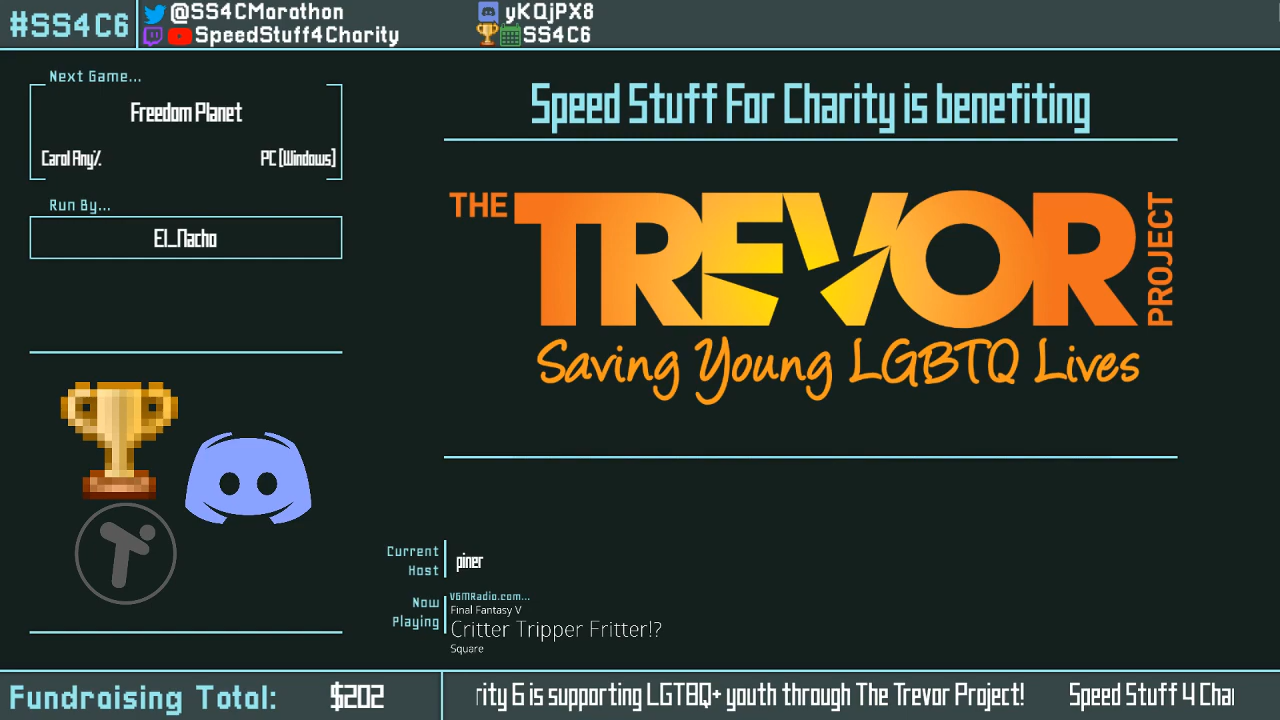 #SS4C6
@SS4CMarathon
SpeedStuff4Charity
yKQjPX8
SS4C6
Next Game...
Freedom Planet
Carol Any%
PC [Windows]
Run By...
El_Nacho
Speed Stuff For Charity is benefiting
THE TREVOR PROJECT
Saving Young LGBTQ Lives
Current Host
piner
Now Playing
VGMRadio.com...
Final Fantasy V
Critter Tripper Fritter!?
Square
Fundraising Total:
$202
rity 6 is supporting LGTBQ+ youth through The Trevor Project!
Speed Stuff 4 Char